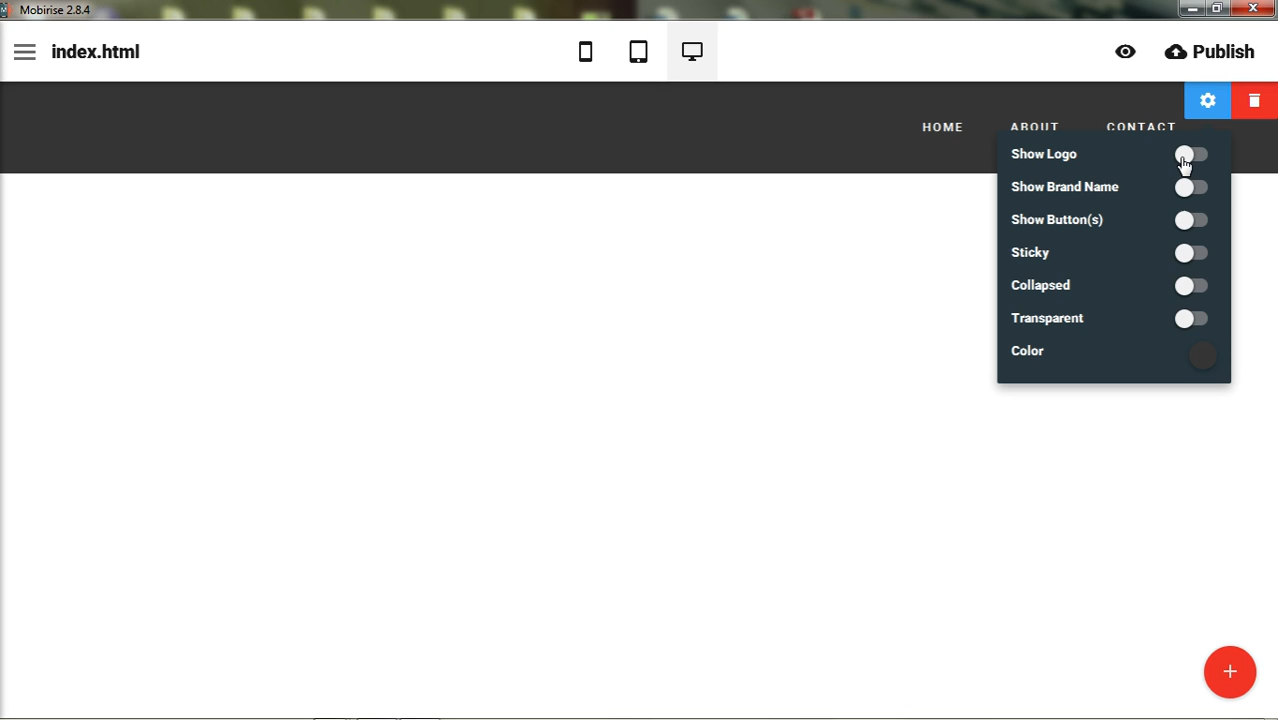 Mobirise 2.8.4
index.html
Publish
HOME ABOUT CONTACT
Show Logo
Show Brand Name
Show Button(s)
Sticky
Collapsed
Transparent
Color